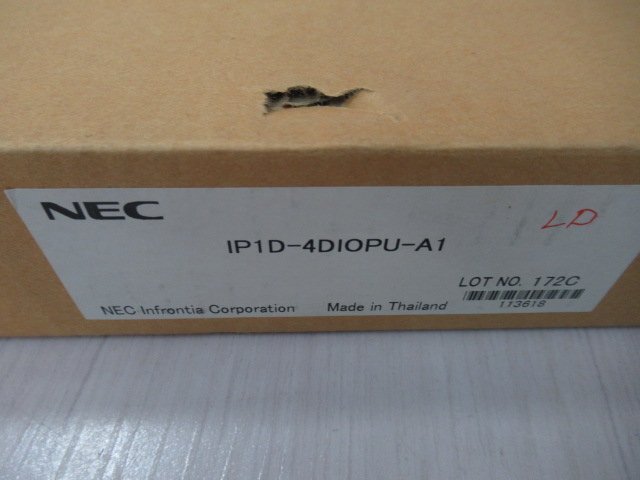 NEC
LD
IP1D-4DIOPU-A1
LOT NO. 172C
113618
NEC Infrontia Corporation Made in Thailand